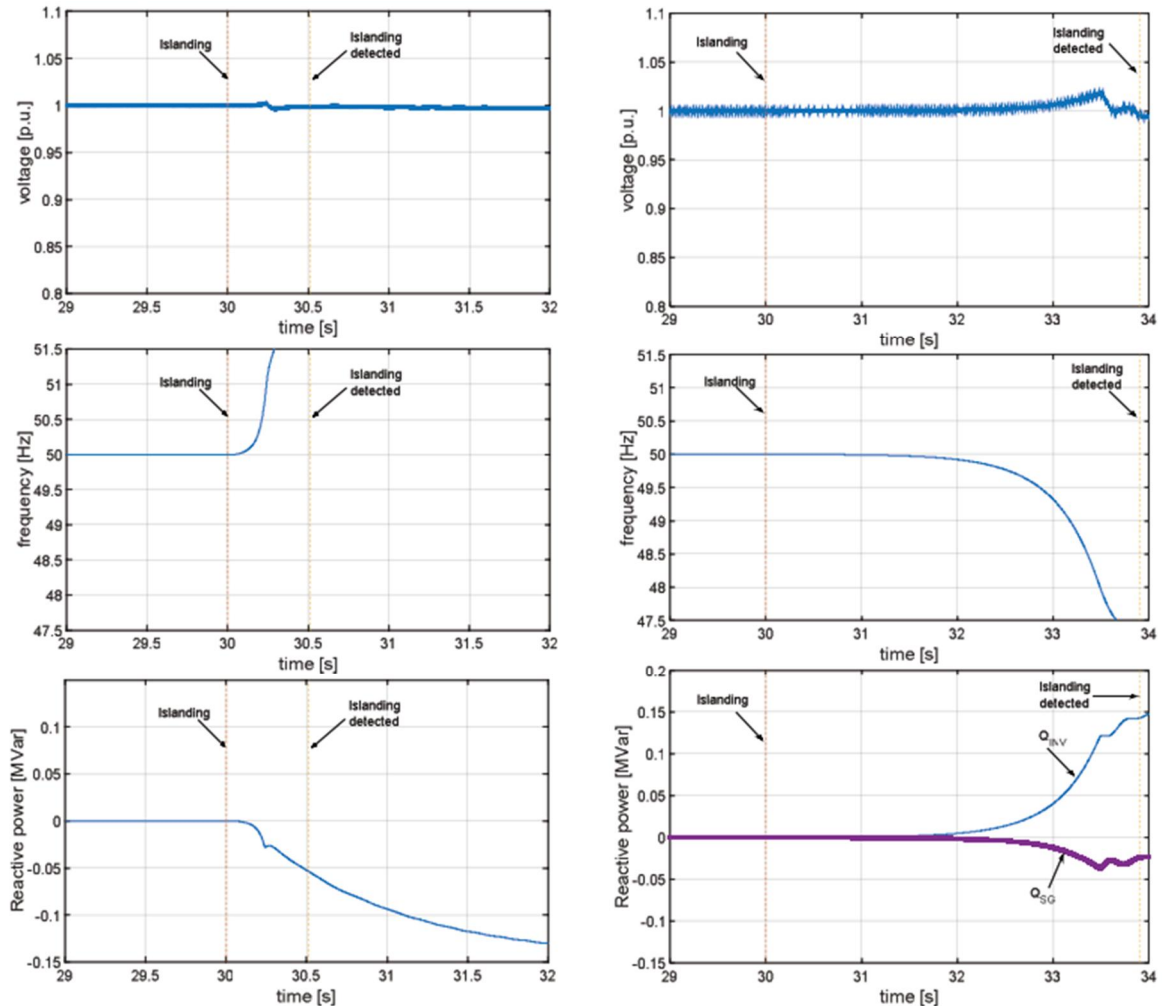 1.1
1.05
1
0.95
0.9
0.85
0.8
voltage [p.u.]
Islanding
Islanding
detected
29
29.5
30
30.5
31
31.5
32
time [s]
1.1
1.05
1
0.95
0.9
0.85
0.8
voltage [p.u.]
Islanding
Islanding
detected
29
30
31
32
33
34
time [s]
51.5
51
50.5
50
49.5
49
48.5
48
47.5
frequency [Hz]
Islanding
Islanding
detected
29
29.5
30
30.5
31
31.5
32
time [s]
51.5
51
50.5
50
49.5
49
48.5
48
47.5
frequency [Hz]
Islanding
Islanding
detected
29
30
31
32
33
34
time [s]
0.1
0.05
0
-0.05
-0.1
-0.15
Reactive power [MVar]
Islanding
Islanding
detected
29
29.5
30
30.5
31
31.5
32
time [s]
0.2
0.15
0.1
0.05
0
-0.05
-0.1
-0.15
Reactive power [MVar]
Islanding
Islanding
detected
Q INV
Q SG
29
30
31
32
33
34
time [s]